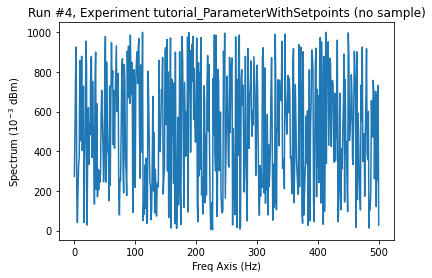 Run #4, Experiment tutorial_ParameterWithSetpoints (no sample)
1000
800
600
400
200
0
Spectrum (10⁻³ dBm)
0 100 200 300 400 500
Freq Axis (Hz)